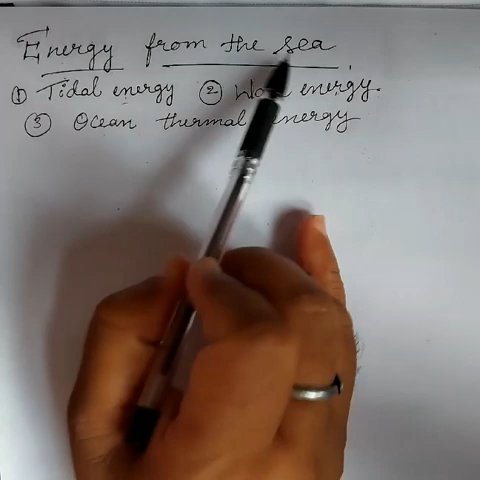 Energy from the sea
① Tidal energy ② energy.
③ Ocean thermal energy